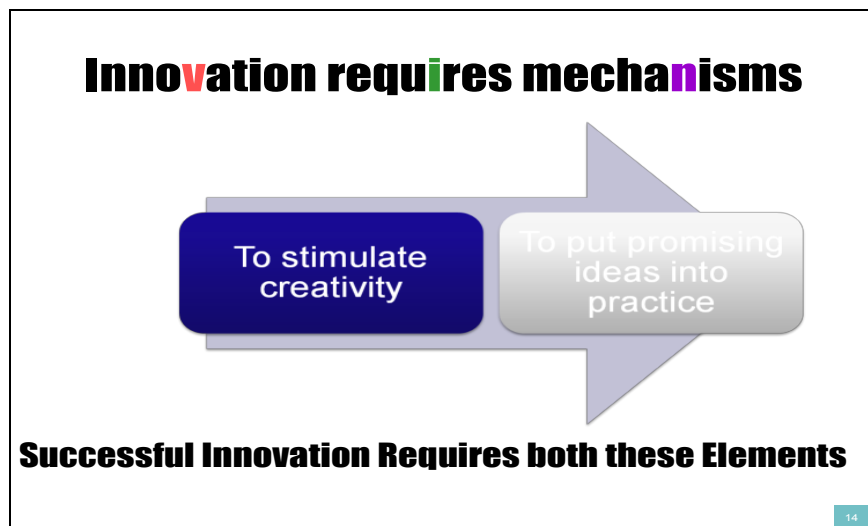 Innovation requires mechanisms
To stimulate
creativity
To put promising
ideas into
practice
Successful Innovation Requires both these Elements
14